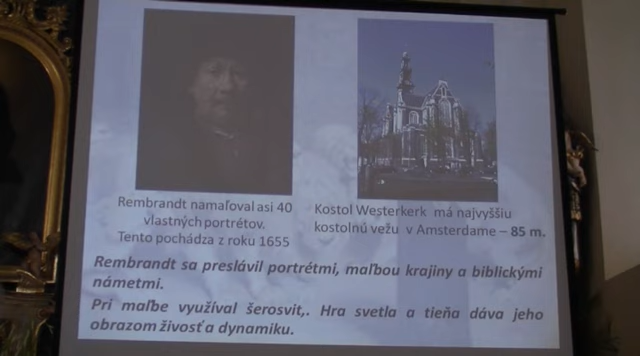 Rembrandt namaľoval asi 40
vlastných portrétov.
Tento pochádza z roku 1655
Kostol Westerkerk má najvyššiu
kostolnú vežu v Amsterdame – 85 m.
Rembrandt sa preslávil portrétmi, maľbou krajiny a biblickými
námetmi.
Pri maľbe využíval šerosvit,. Hra svetla a tieňa dáva jeho
obrazom živosť a dynamiku.